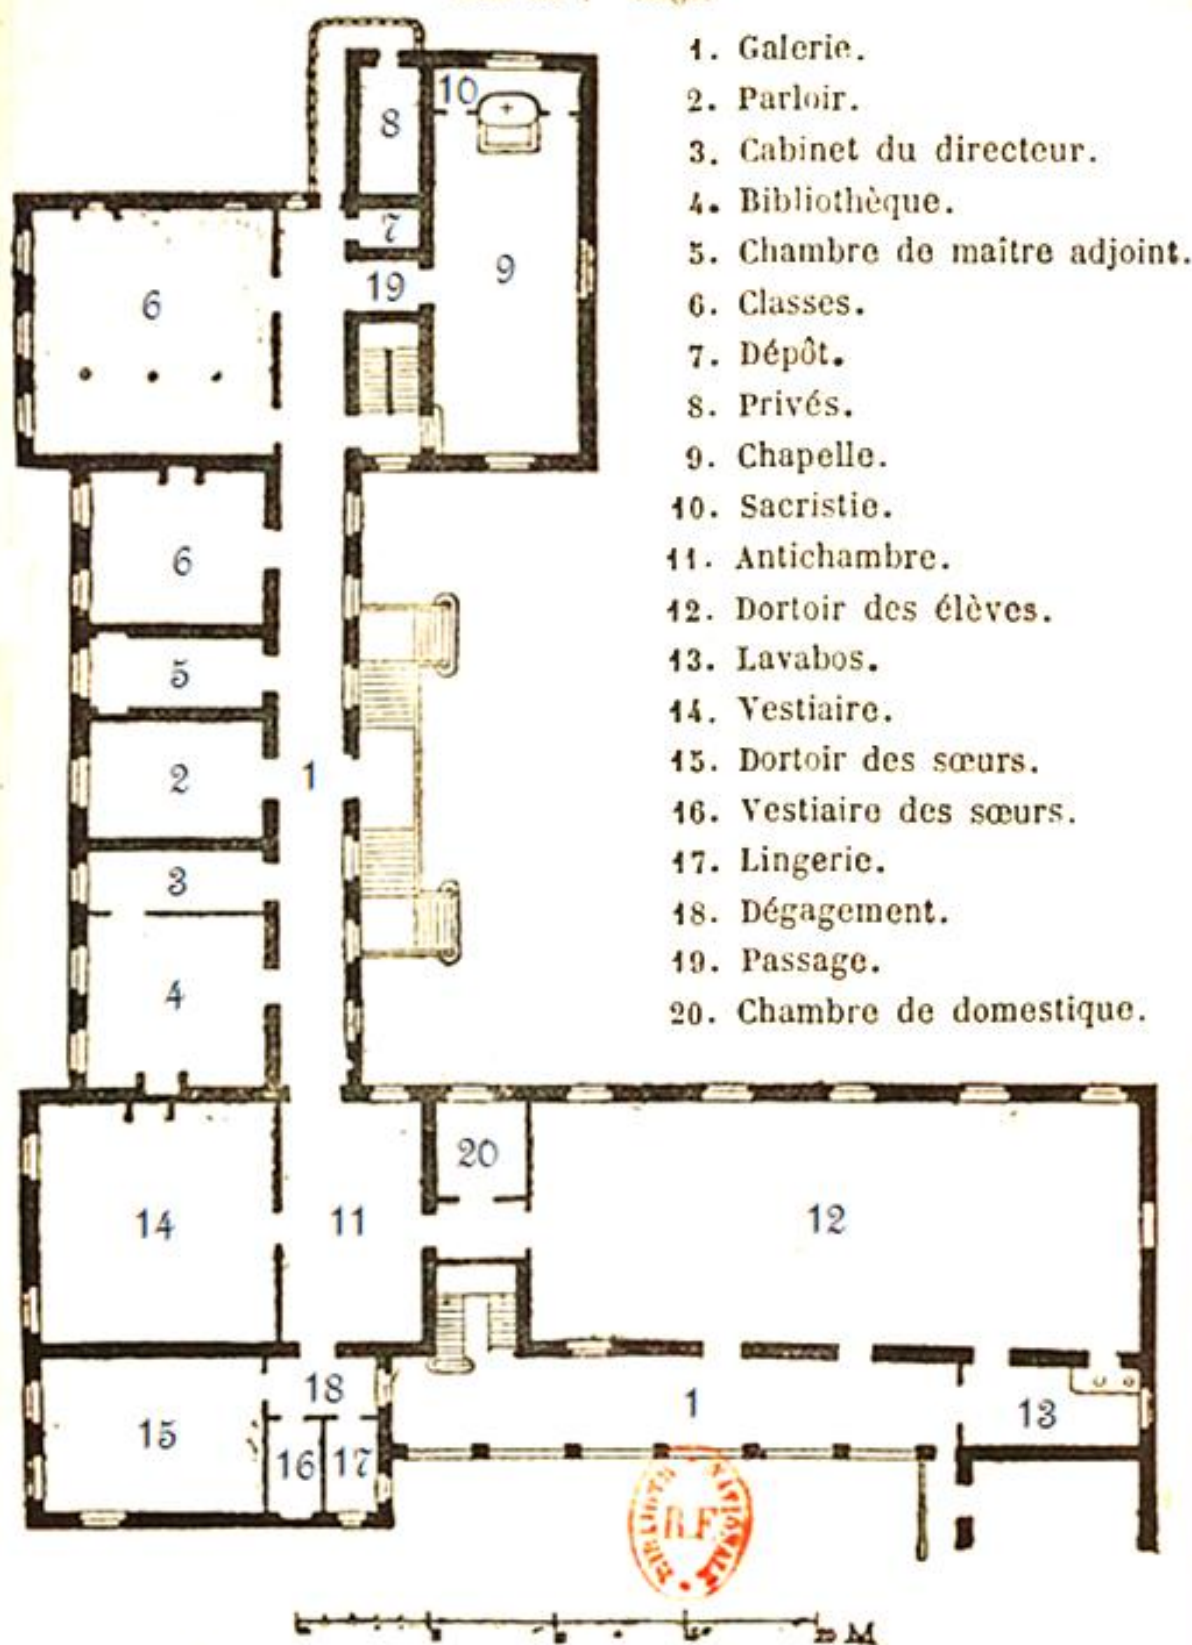 1. Galerie.
2. Parloir.
3. Cabinet du directeur.
4. Bibliothèque.
5. Chambre de maître adjoint.
6. Classes.
7. Dépôt.
8. Privés.
9. Chapelle.
10. Sacristie.
11. Antichambre.
12. Dortoir des élèves.
13. Lavabos.
14. Vestiaire.
15. Dortoir des sœurs.
16. Vestiaire des sœurs.
17. Lingerie.
18. Dégagement.
19. Passage.
20. Chambre de domestique.
10
8
7
19
9
6
6
5
2
1
3
4
20
14
11
12
18
15
16
17
1
13
BIBLIOTH. NATIONALE
R.F
M